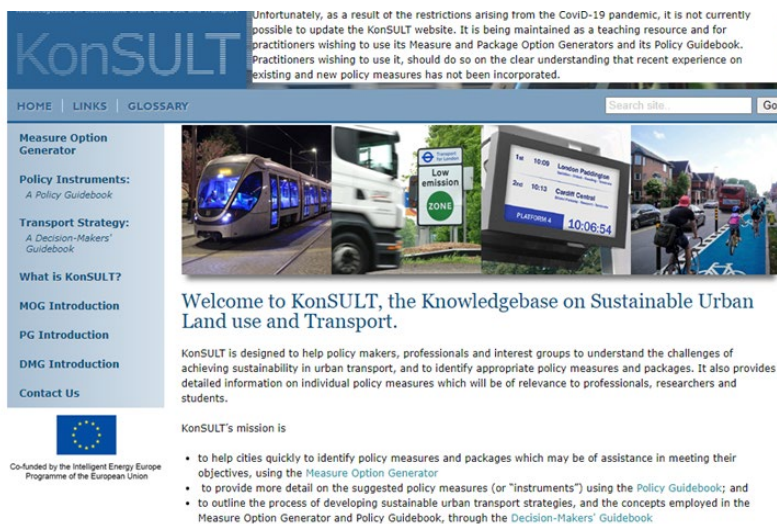 Unfortunately, as a result of the restrictions arising from the CoviD-19 pandemic, it is not currently
possible to update the KonSULT website. It is being maintained as a teaching resource and for
practitioners wishing to use its Measure and Package Option Generators and its Policy Guidebook.
Practitioners wishing to use it, should do so on the clear understanding that recent experience on
existing and new policy measures has not been incorporated.
KonSULT
HOME | LINKS | GLOSSARY
Search site..
Go
Measure Option
Generator
Policy Instruments:
A Policy Guidebook
Transport Strategy:
A Decision-Makers'
Guidebook
What is KonSULT?
MOG Introduction
PG Introduction
DMG Introduction
Contact Us
Co-funded by the Intelligent Energy Europe
Programme of the European Union
Transport
for London
Low
emission
ZONE
1st 10:09 London Paddington
2nd 10:13 Cardiff Central
PLATFORM 4 10:06:54
Welcome to KonSULT, the Knowledgebase on Sustainable Urban
Land use and Transport.
KonSULT is designed to help policy makers, professionals and interest groups to understand the challenges of
achieving sustainability in urban transport, and to identify appropriate policy measures and packages. It also provides
detailed information on individual policy measures which will be of relevance to professionals, researchers and
students.
KonSULT's mission is
• to help cities quickly to identify policy measures and packages which may be of assistance in meeting their
objectives, using the Measure Option Generator
• to provide more detail on the suggested policy measures (or "instruments") using the Policy Guidebook; and
• to outline the process of developing sustainable urban transport strategies, and the concepts employed in the
Measure Option Generator and Policy Guidebook, through the Decision-Makers' Guidebook